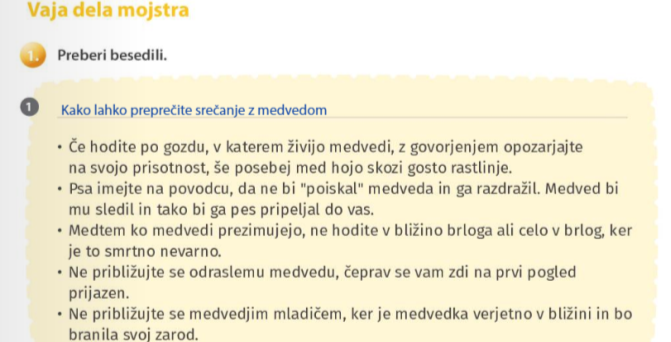 Vaja dela mojstra
1. Preberi besedili.
1 Kako lahko preprečite srečanje z medvedom
• Če hodite po gozdu, v katerem živijo medvedi, z govorjenjem opozarjajte
na svojo prisotnost, še posebej med hojo skozi gosto rastlinje.
• Psa imejte na povodcu, da ne bi "poiskal" medveda in ga razdražil. Medved bi
mu sledil in tako bi ga pes pripeljal do vas.
• Medtem ko medvedi prezimujejo, ne hodite v bližino brloga ali celo v brlog, ker
je to smrtno nevarno.
• Ne približujte se odraslemu medvedu, čeprav se vam zdi na prvi pogled
prijazen.
• Ne približujte se medvedjim mladičem, ker je medvedka verjetno v bližini in bo
branila svoj zarod.